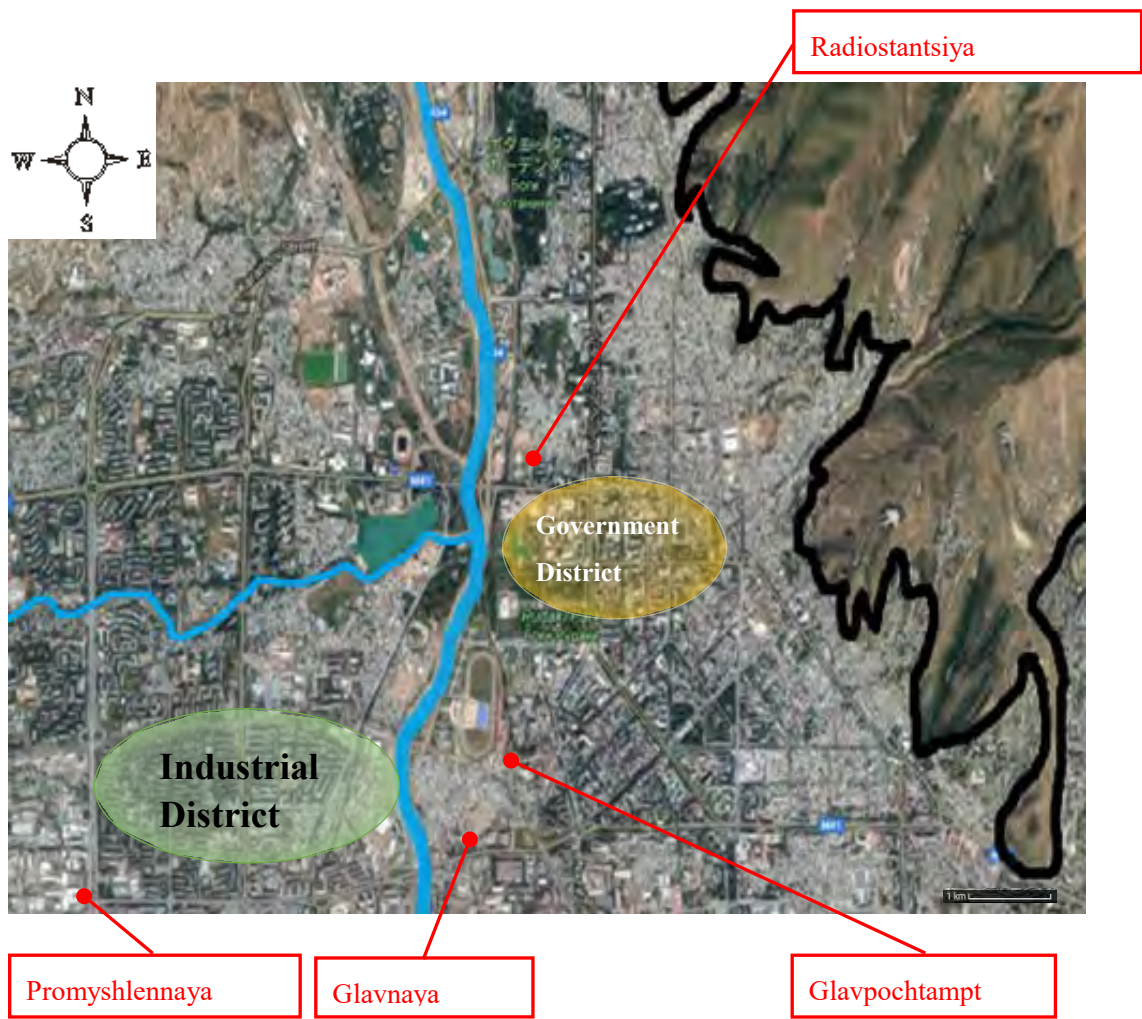 Radiostantsiya
N
W E
S
Government
District
Industrial
District
1 km
Promyshlennaya
Glavnaya
Glavpochtampt